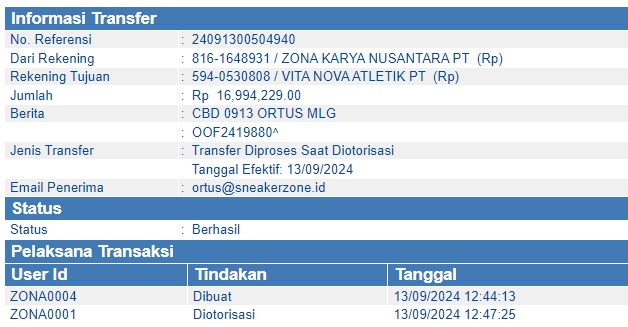 Informasi Transfer
No. Referensi : 24091300504940
Dari Rekening : 816-1648931 / ZONA KARYA NUSANTARA PT (Rp)
Rekening Tujuan : 594-0530808 / VITA NOVA ATLETIK PT (Rp)
Jumlah : Rp 16,994,229.00
Berita : CBD 0913 ORTUS MLG
: OOF2419880^
Jenis Transfer : Transfer Diproses Saat Diotorisasi
Tanggal Efektif: 13/09/2024
Email Penerima : ortus@sneakerzone.id
Status
Status : Berhasil
Pelaksana Transaksi
User Id Tindakan Tanggal
ZONA0004 Dibuat 13/09/2024 12:44:13
ZONA0001 Diotorisasi 13/09/2024 12:47:25